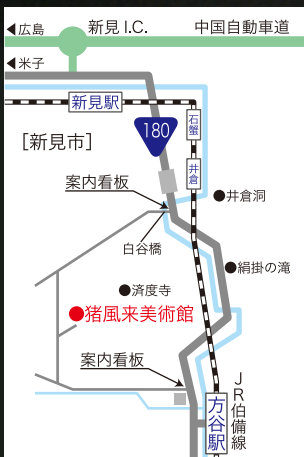 ◀広島
新見 I.C.
中国自動車道
◀米子
新見駅
石蟹
180
[新見市]
井倉
案内看板
●井倉洞
白谷橋
●絹掛の滝
●済度寺
●猪風来美術館
案内看板
JR伯備線
方谷駅